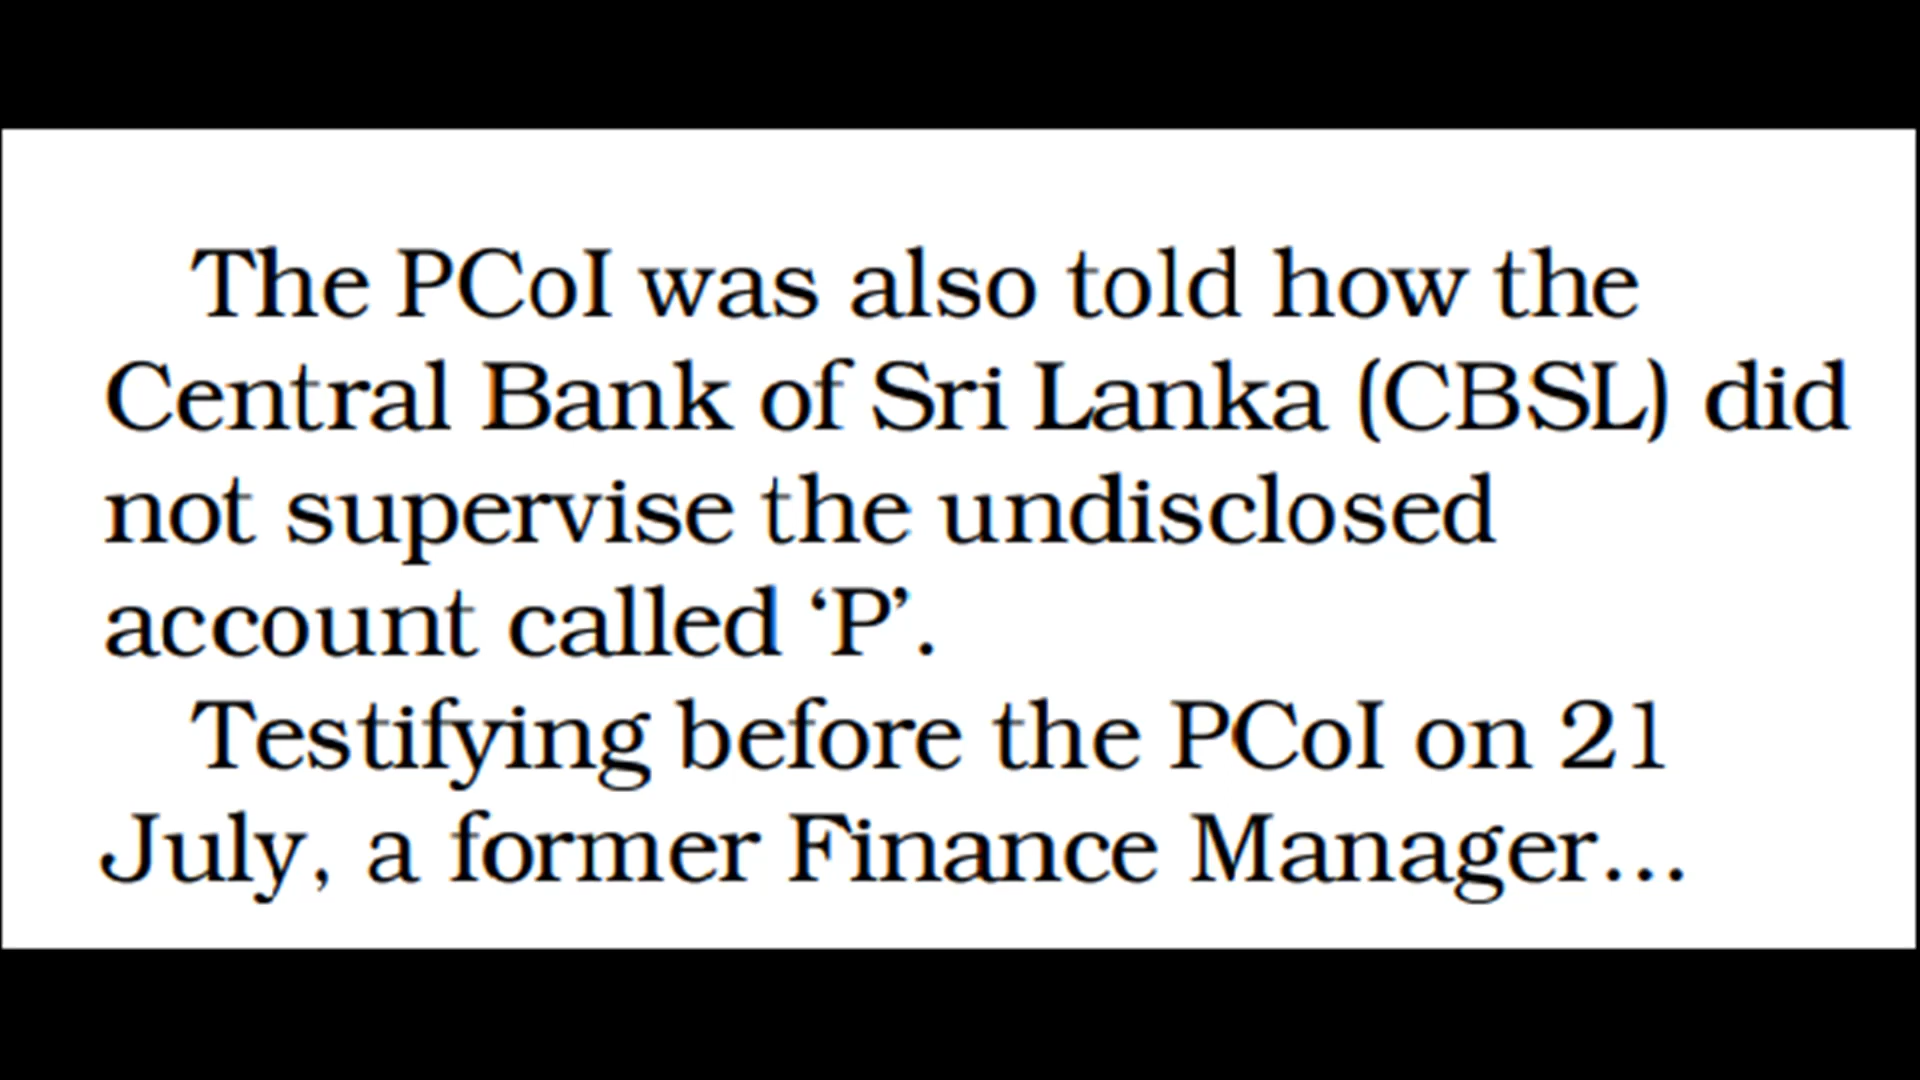 The PCoI was also told how the
Central Bank of Sri Lanka (CBSL) did
not supervise the undisclosed
account called ‘P’.
Testifying before the PCoI on 21
July, a former Finance Manager...